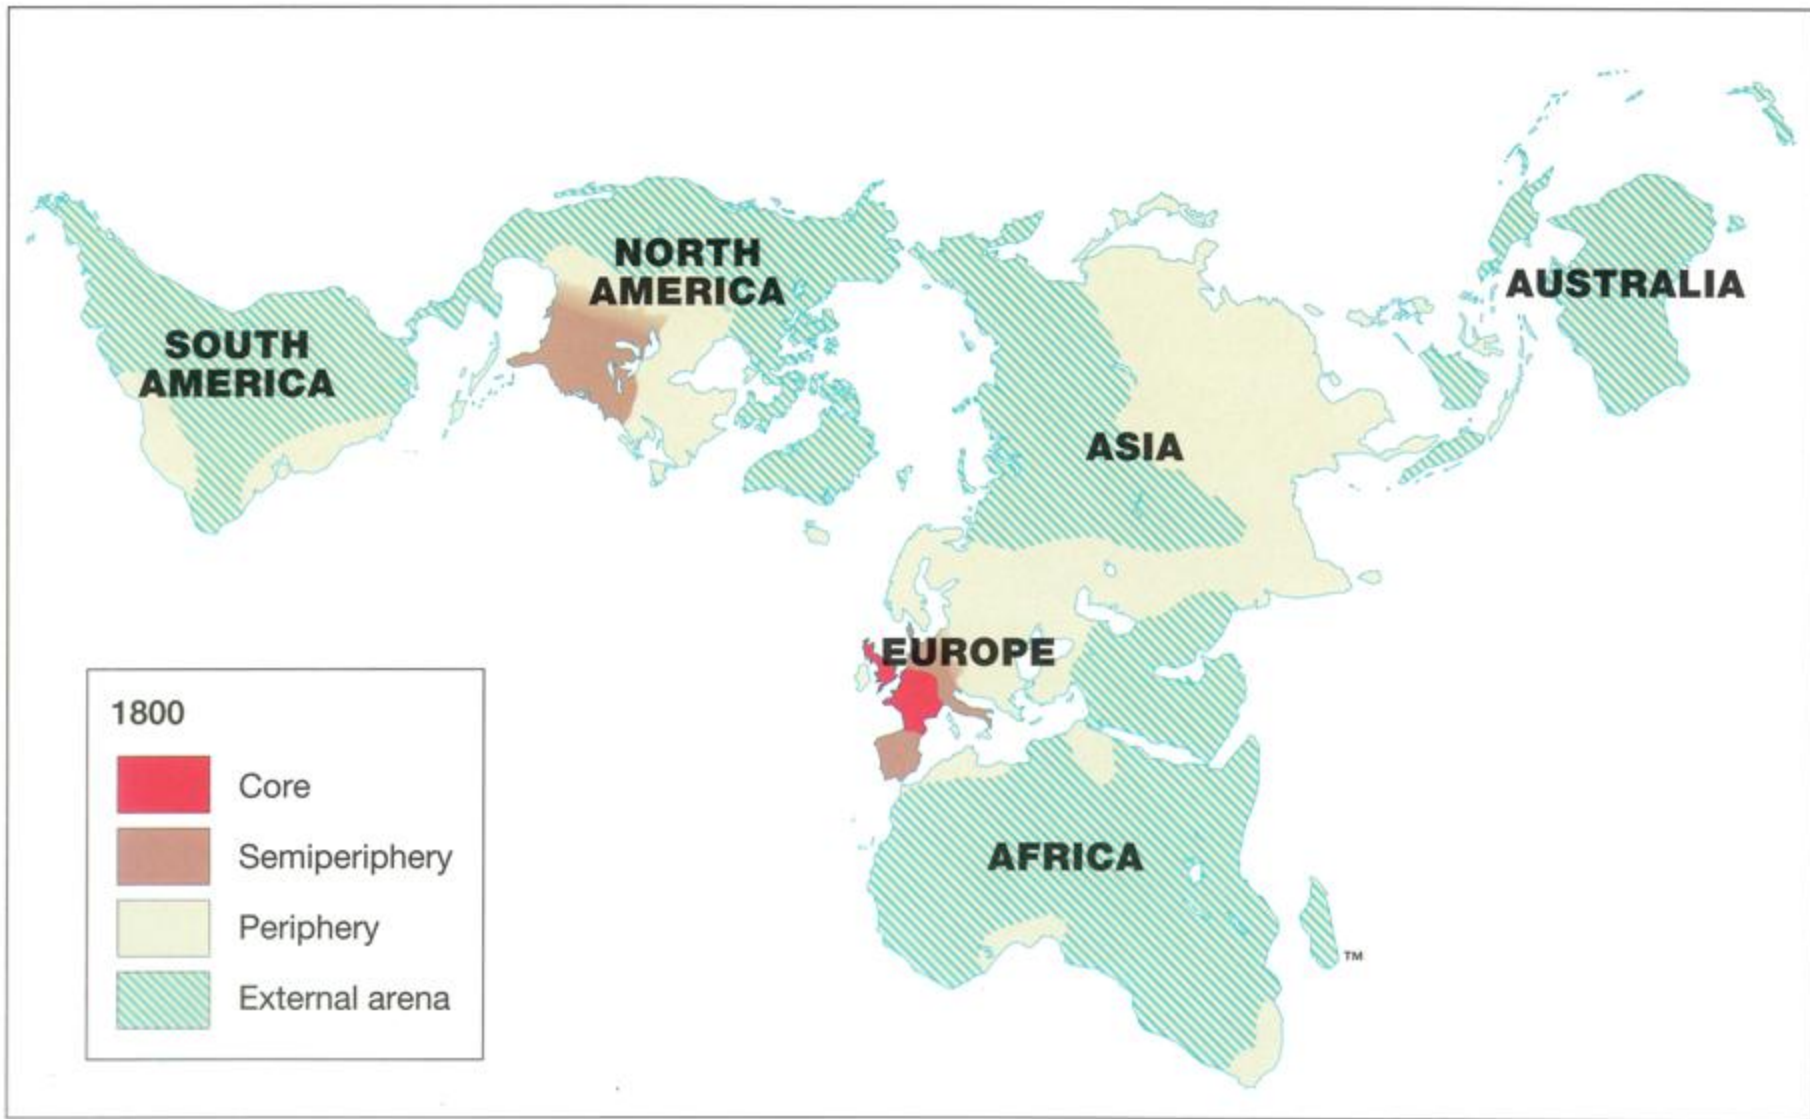 NORTH
AMERICA
AUSTRALIA
SOUTH
AMERICA
ASIA
EUROPE
1800
Core
Semiperiphery
Periphery
External arena
AFRICA
TM